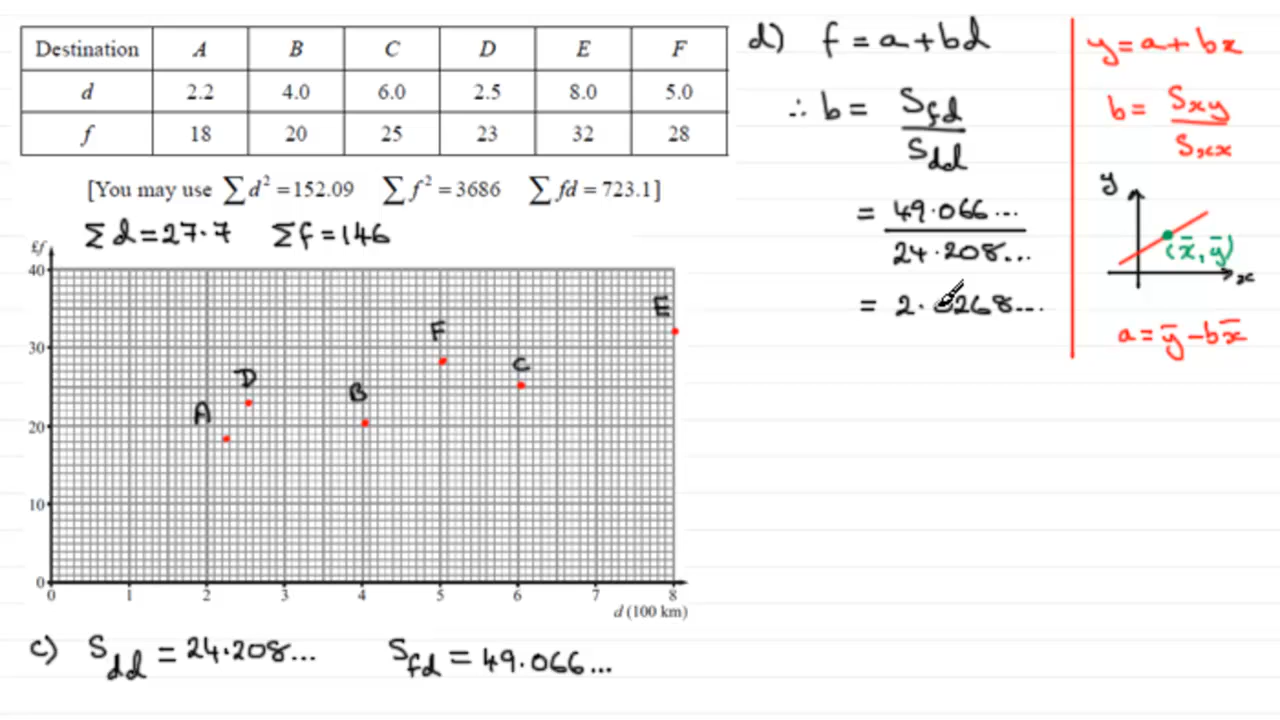 Destination A B C D E F
d 2.2 4.0 6.0 2.5 8.0 5.0
f 18 20 25 23 32 28
[You may use ∑d² = 152.09 ∑f² = 3686 ∑fd = 723.1]
∑d = 27.7 ∑f = 146
£f
40
30
20
10
0
A
D
B
F
C
E
0 1 2 3 4 5 6 7 8
d (100 km)
c) S_dd = 24.208... S_fd = 49.066...
d) f = a + bd
∴ b = S_fd / S_dd
= 49.066... / 24.208...
y = a + bx
b = S_xy / S_xx
y
(x̄, ȳ)
x
a = ȳ - bx̄